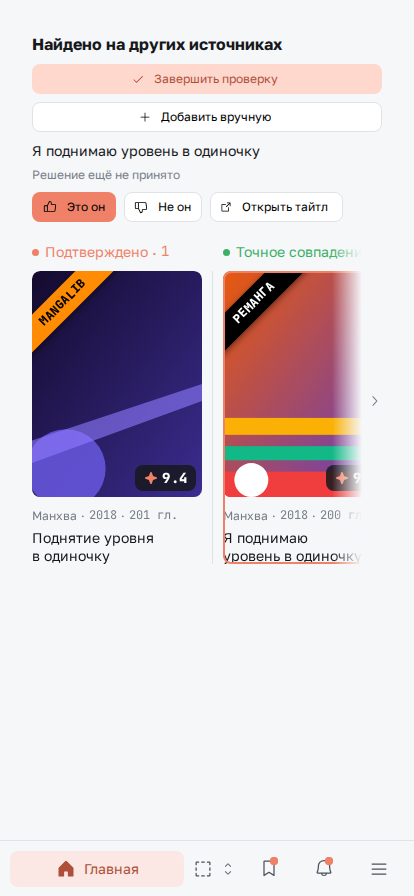 Найдено на других источниках
Завершить проверку
Добавить вручную
Я поднимаю уровень в одиночку
Решение ещё не принято
Это он
Не он
Открыть тайтл
Подтверждено · 1
Точное совпадени
MANGALIB
РЕМАНГА
9.4
9
Манхва · 2018 · 201 гл.
Манхва · 2018 · 200 гл
Поднятие уровня
в одиночку
Я поднимаю
уровень в одиночку
Главная